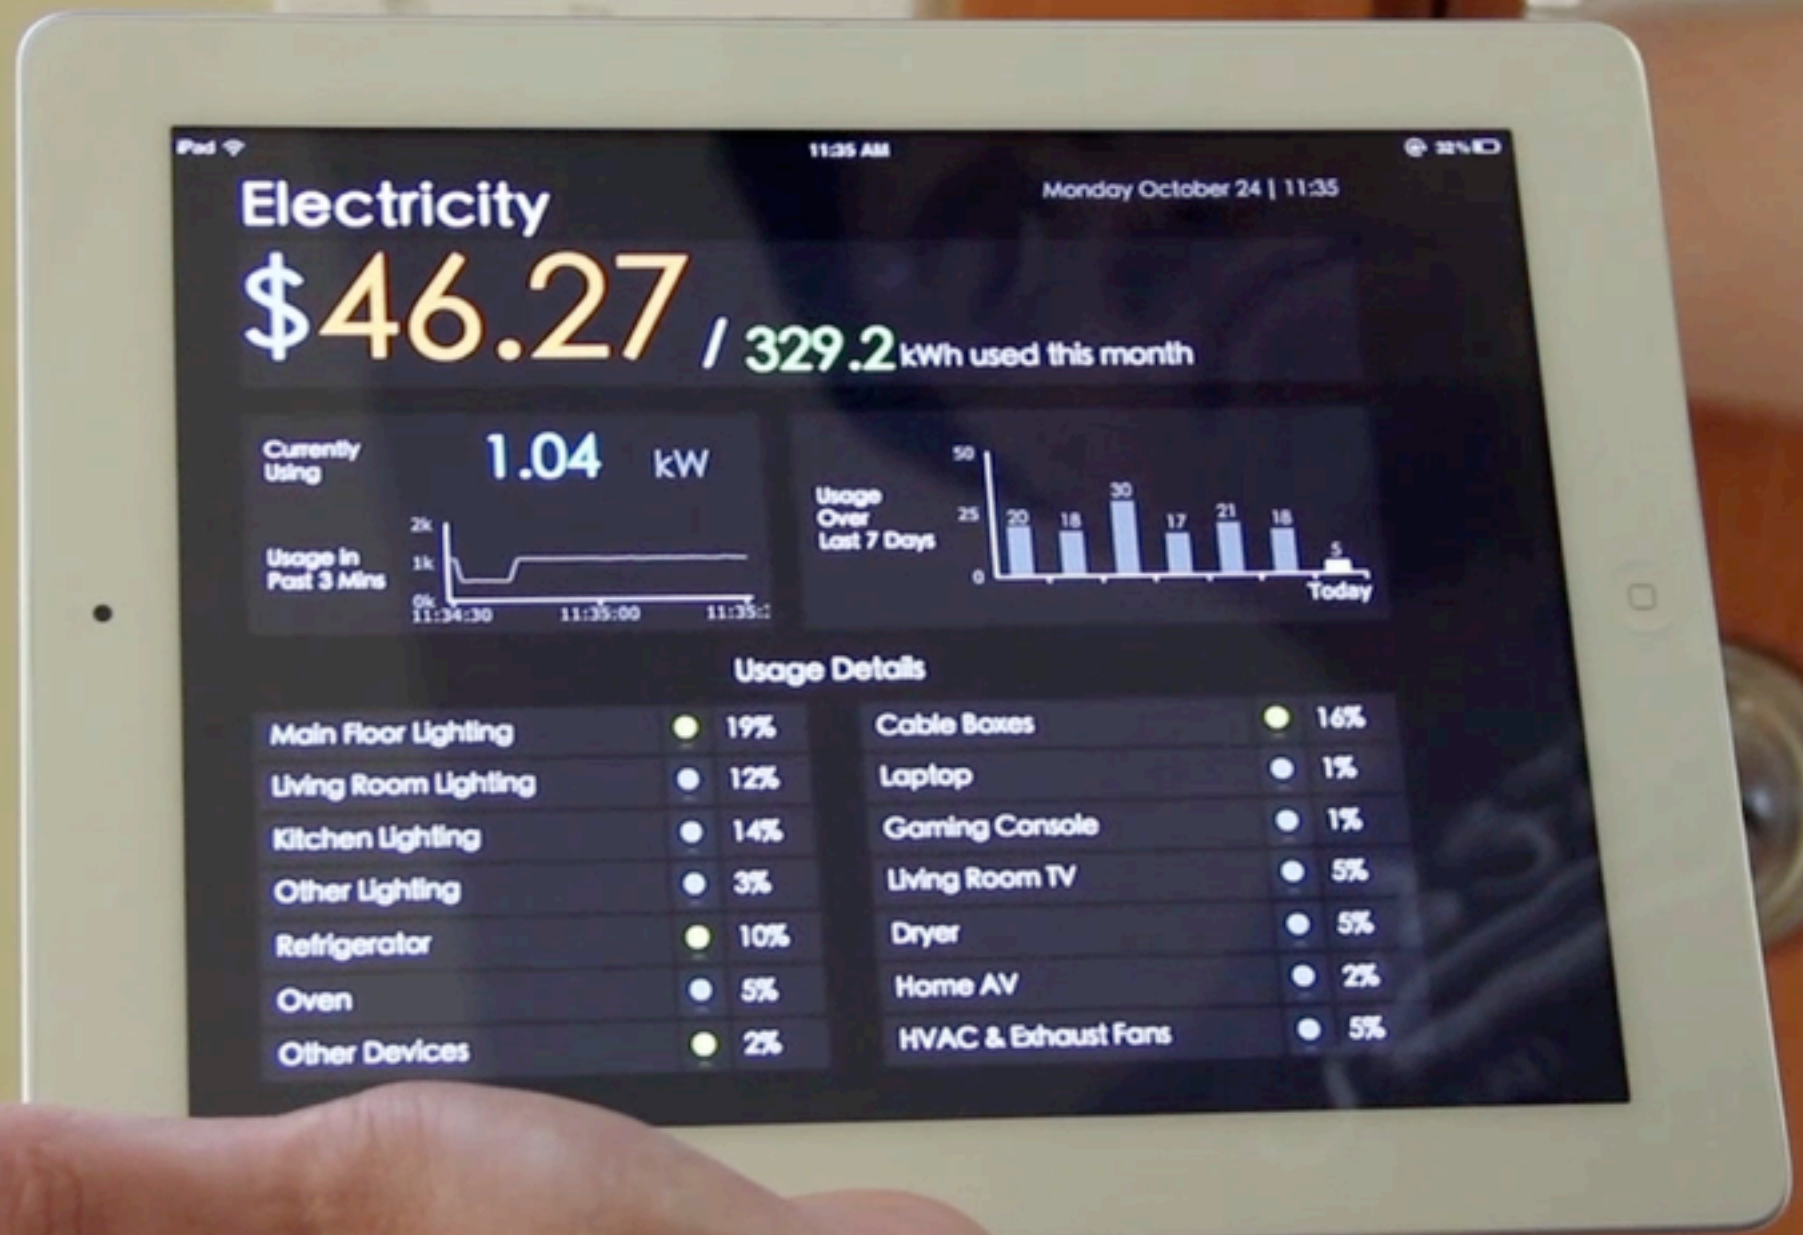 iPad
11:35 AM
32%
Electricity
Monday October 24 | 11:35
$46.27 / 329.2 kWh used this month
Currently
Using
1.04 kW
Usage in
Past 3 Mins
2k
1k
0k
11:34:30 11:35:00 11:35:
Usage
Over
Last 7 Days
50
25
0
20 18 30 17 21 18 5
Today
Usage Details
Main Floor Lighting 19%
Living Room Lighting 12%
Kitchen Lighting 14%
Other Lighting 3%
Refrigerator 10%
Oven 5%
Other Devices 2%
Cable Boxes 16%
Laptop 1%
Gaming Console 1%
Living Room TV 5%
Dryer 5%
Home AV 2%
HVAC & Exhaust Fans 5%